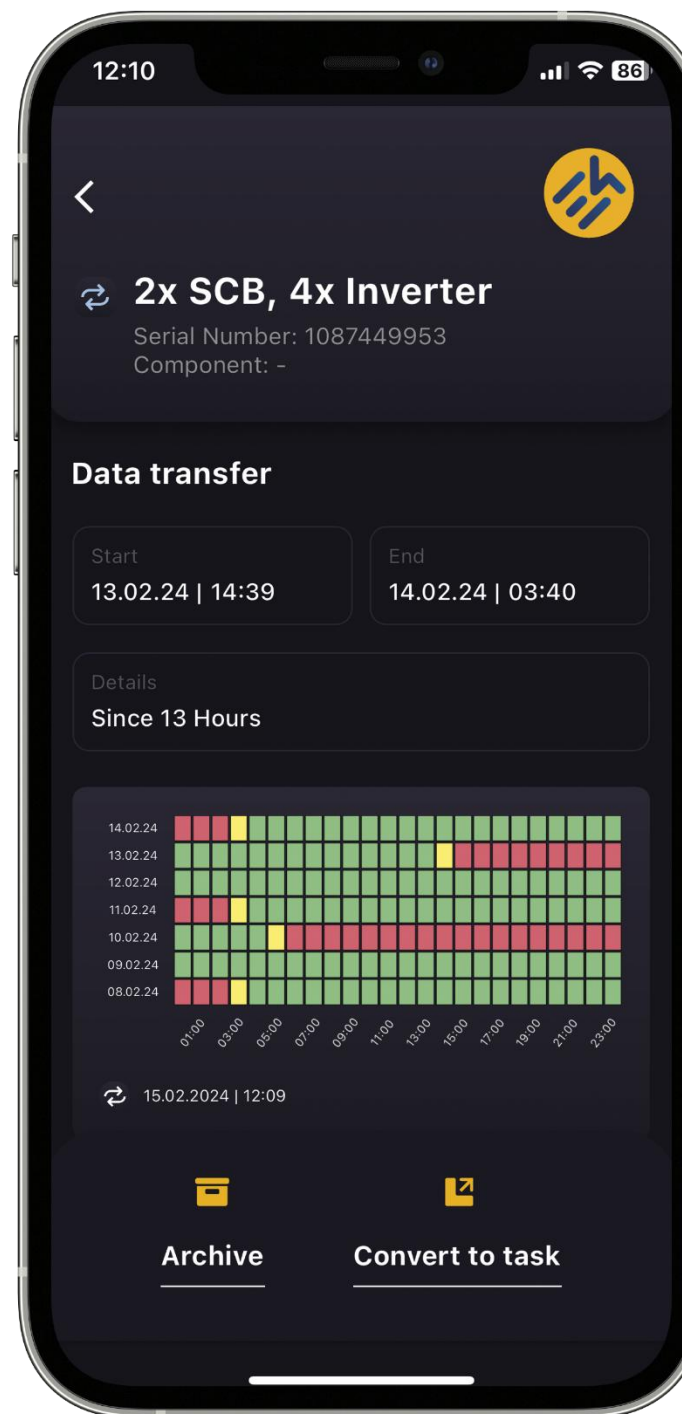 12:10
86
2x SCB, 4x Inverter
Serial Number: 1087449953
Component: -
Data transfer
Start
13.02.24 | 14:39
End
14.02.24 | 03:40
Details
Since 13 Hours
14.02.24
13.02.24
12.02.24
11.02.24
10.02.24
09.02.24
08.02.24
01:00 03:00 05:00 07:00 09:00 11:00 13:00 15:00 17:00 19:00 21:00 23:00
15.02.2024 | 12:09
Archive
Convert to task